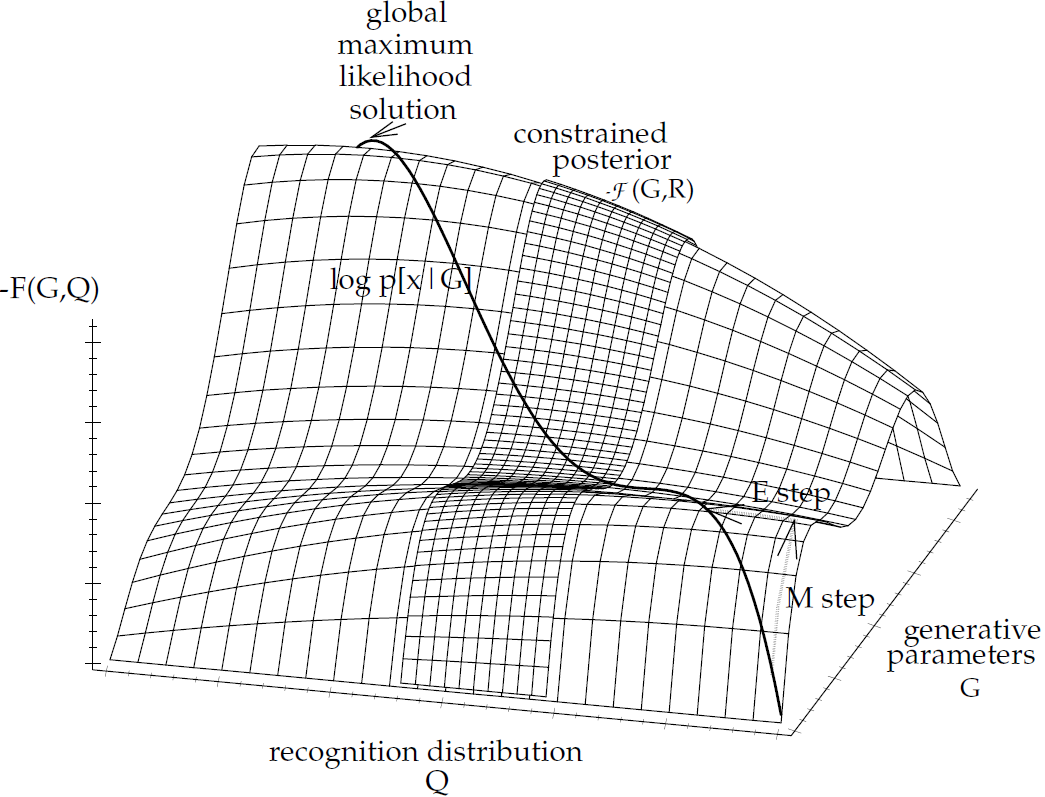 global
maximum
likelihood
solution
constrained
posterior
-ℱ (G,R)
log p[x|G]
-F(G,Q)
E step
M step
generative
parameters
G
recognition distribution
Q